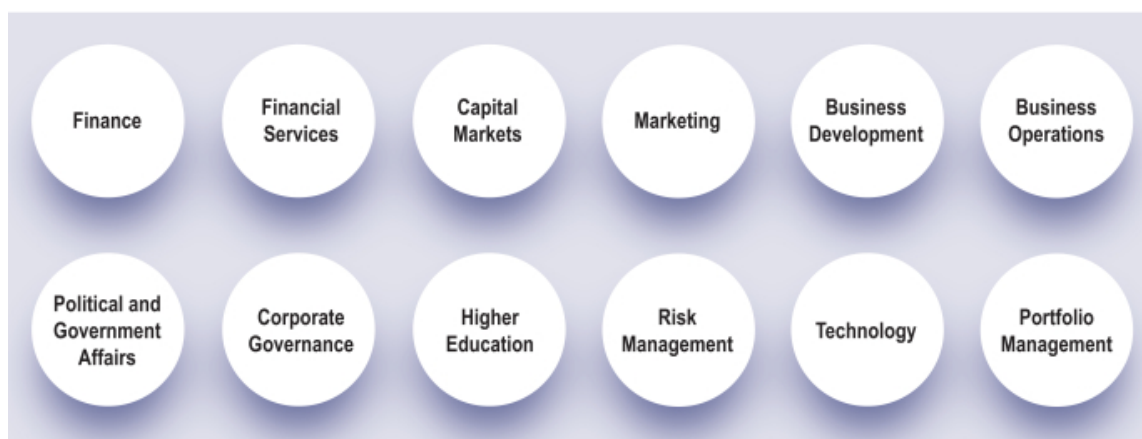 Finance
Financial
Services
Capital
Markets
Marketing
Business
Development
Business
Operations
Political and
Government
Affairs
Corporate
Governance
Higher
Education
Risk
Management
Technology
Portfolio
Management